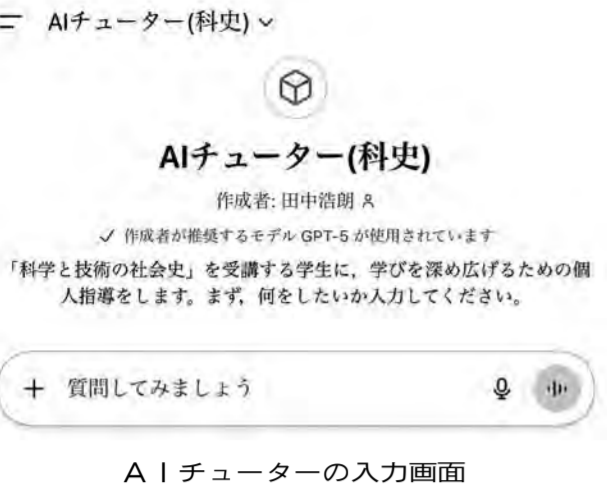 AIチューター(科史)
AIチューター(科史)
作成者: 田中浩朗
作成者が推奨するモデル GPT-5 が使用されています
「科学と技術の社会史」を受講する学生に，学びを深め広げるための個
人指導をします。まず，何をしたいか入力してください。
質問してみましょう
ＡＩチューターの入力画面